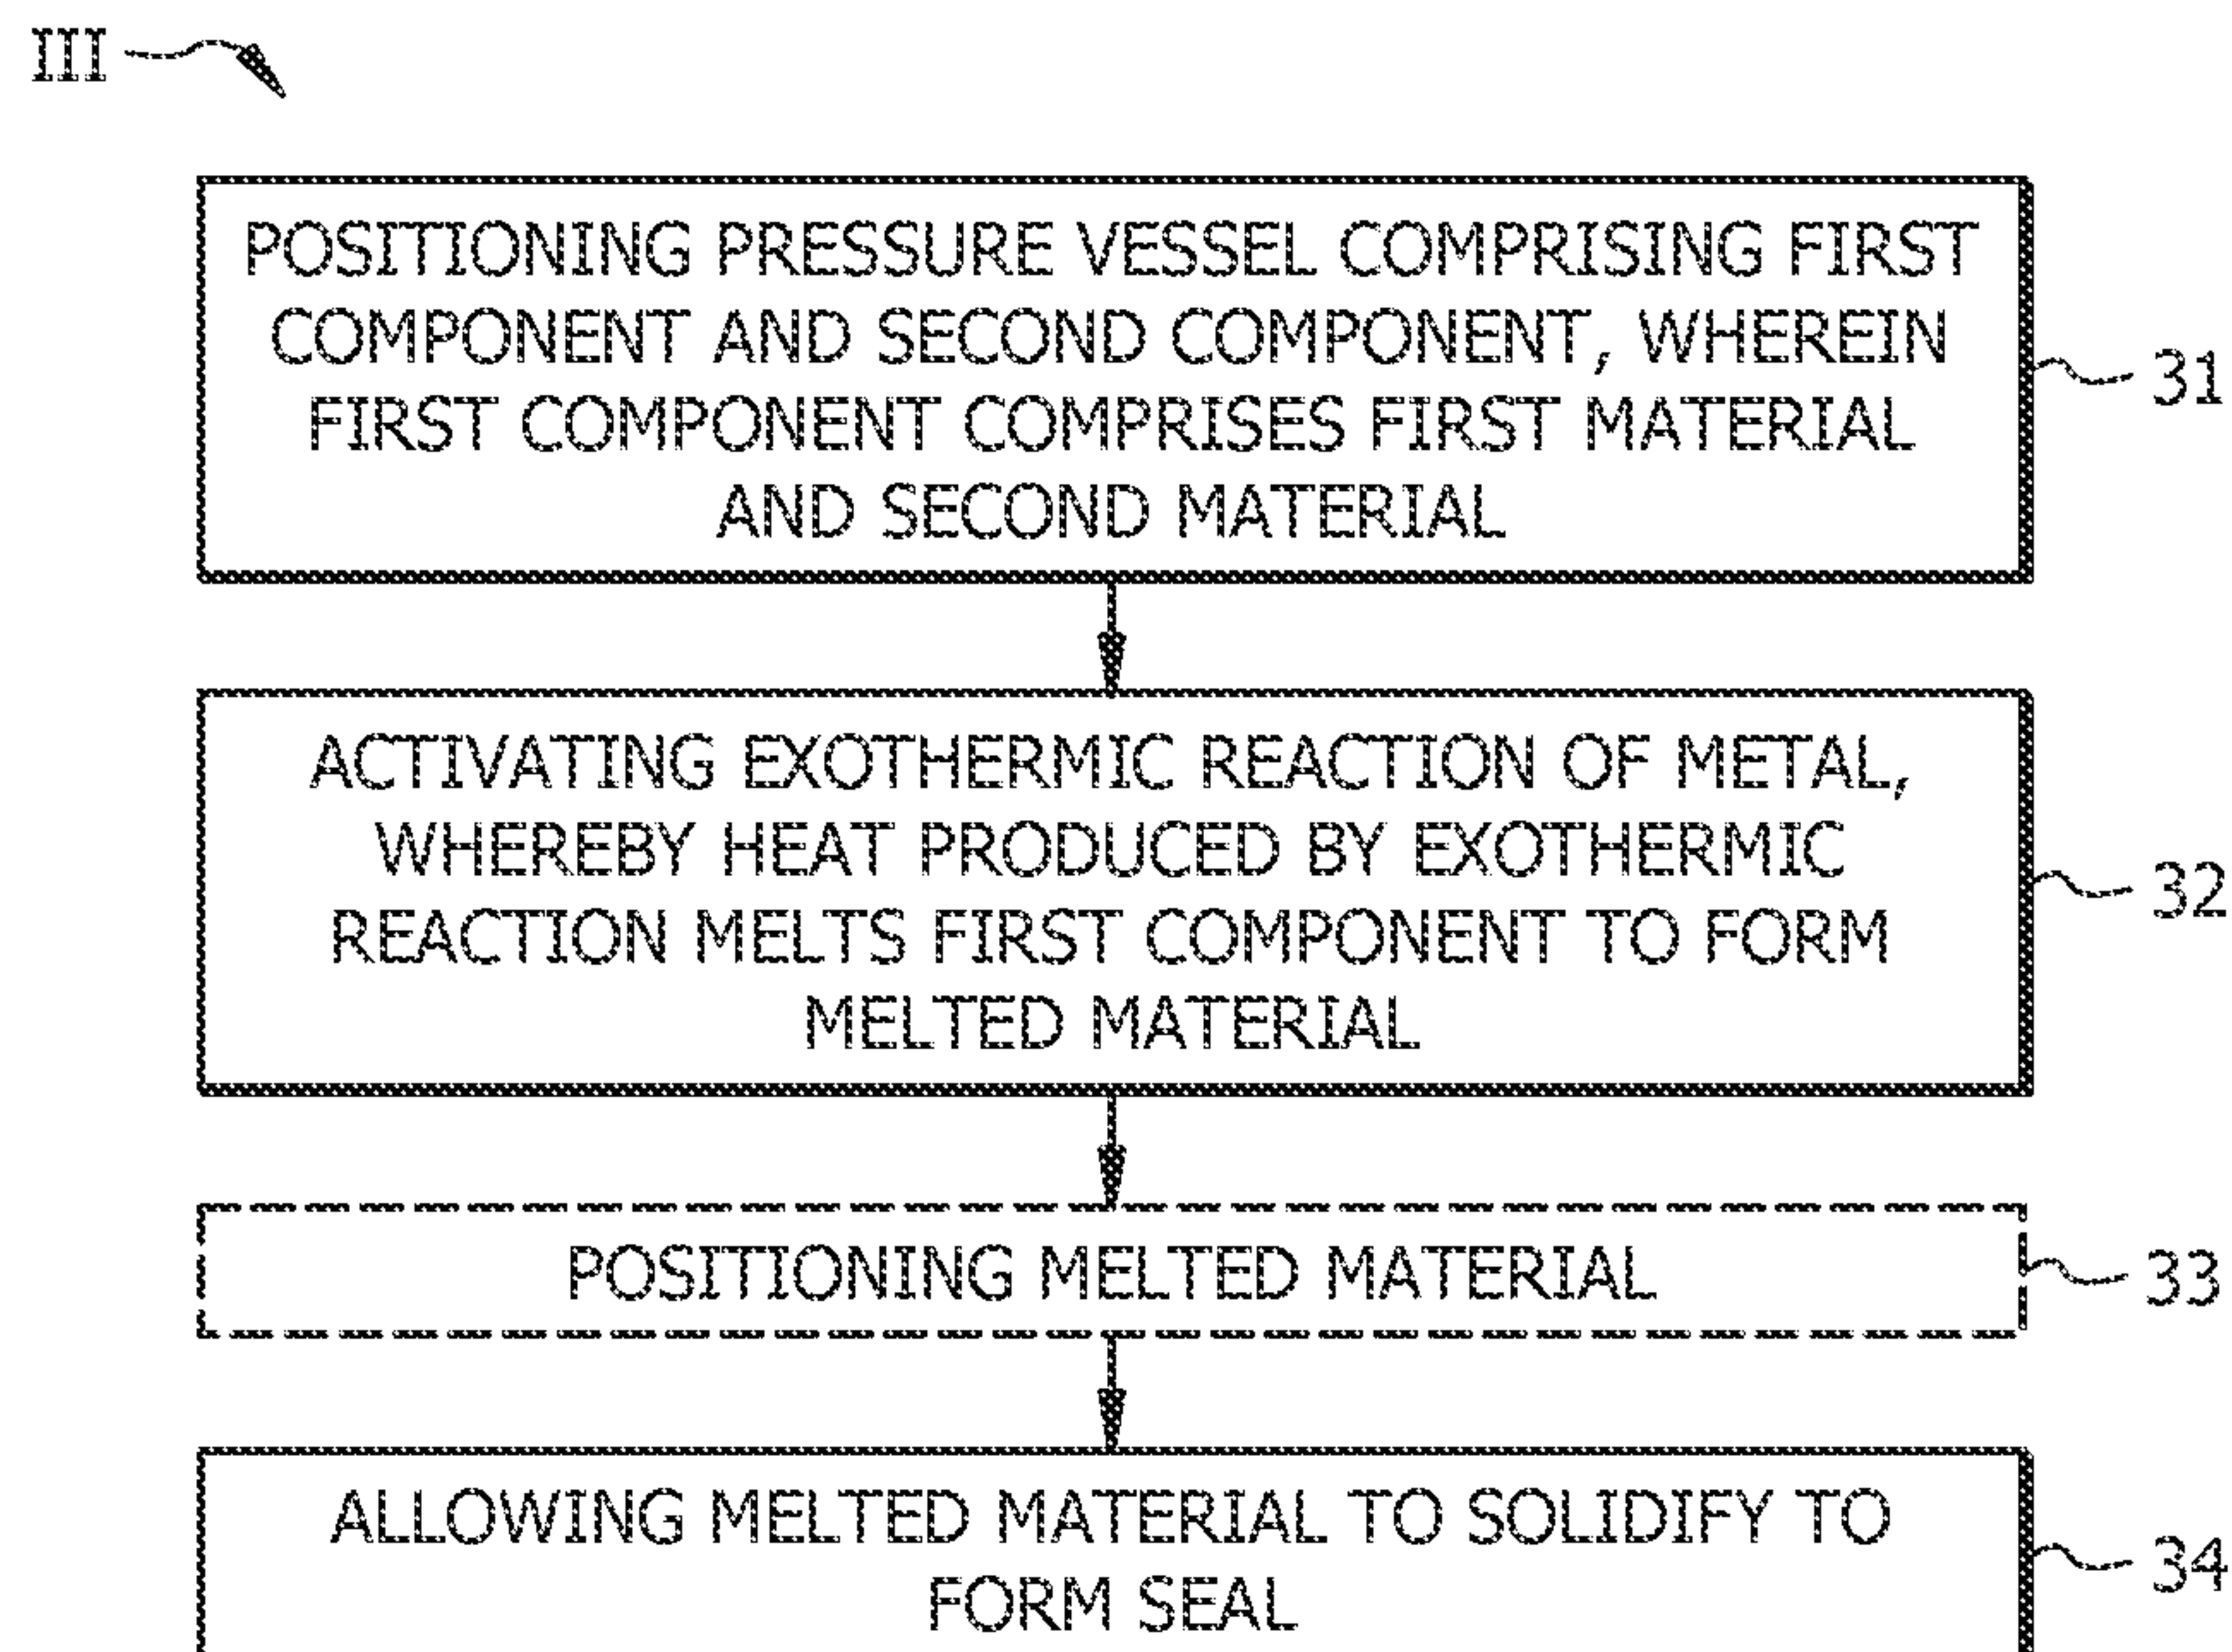 III
POSITIONING PRESSURE VESSEL COMPRISING FIRST
COMPONENT AND SECOND COMPONENT, WHEREIN
FIRST COMPONENT COMPRISES FIRST MATERIAL
AND SECOND MATERIAL
31
ACTIVATING EXOTHERMIC REACTION OF METAL,
WHEREBY HEAT PRODUCED BY EXOTHERMIC
REACTION MELTS FIRST COMPONENT TO FORM
MELTED MATERIAL
32
POSITIONING MELTED MATERIAL
33
ALLOWING MELTED MATERIAL TO SOLIDIFY TO
FORM SEAL
34